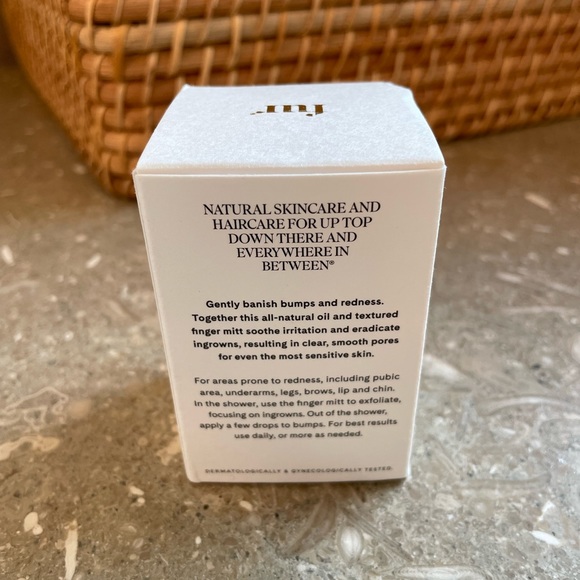 fur.
NATURAL SKINCARE AND
HAIRCARE FOR UP TOP
DOWN THERE AND
EVERYWHERE IN
BETWEEN®
Gently banish bumps and redness.
Together this all-natural oil and textured
finger mitt soothe irritation and eradicate
ingrowns, resulting in clear, smooth pores
for even the most sensitive skin.
For areas prone to redness, including pubic
area, underarms, legs, brows, lip and chin.
In the shower, use the finger mitt to exfoliate,
focusing on ingrowns. Out of the shower,
apply a few drops to bumps. For best results
use daily, or more as needed.
DERMATOLOGICALLY & GYNECOLOGICALLY TESTED.